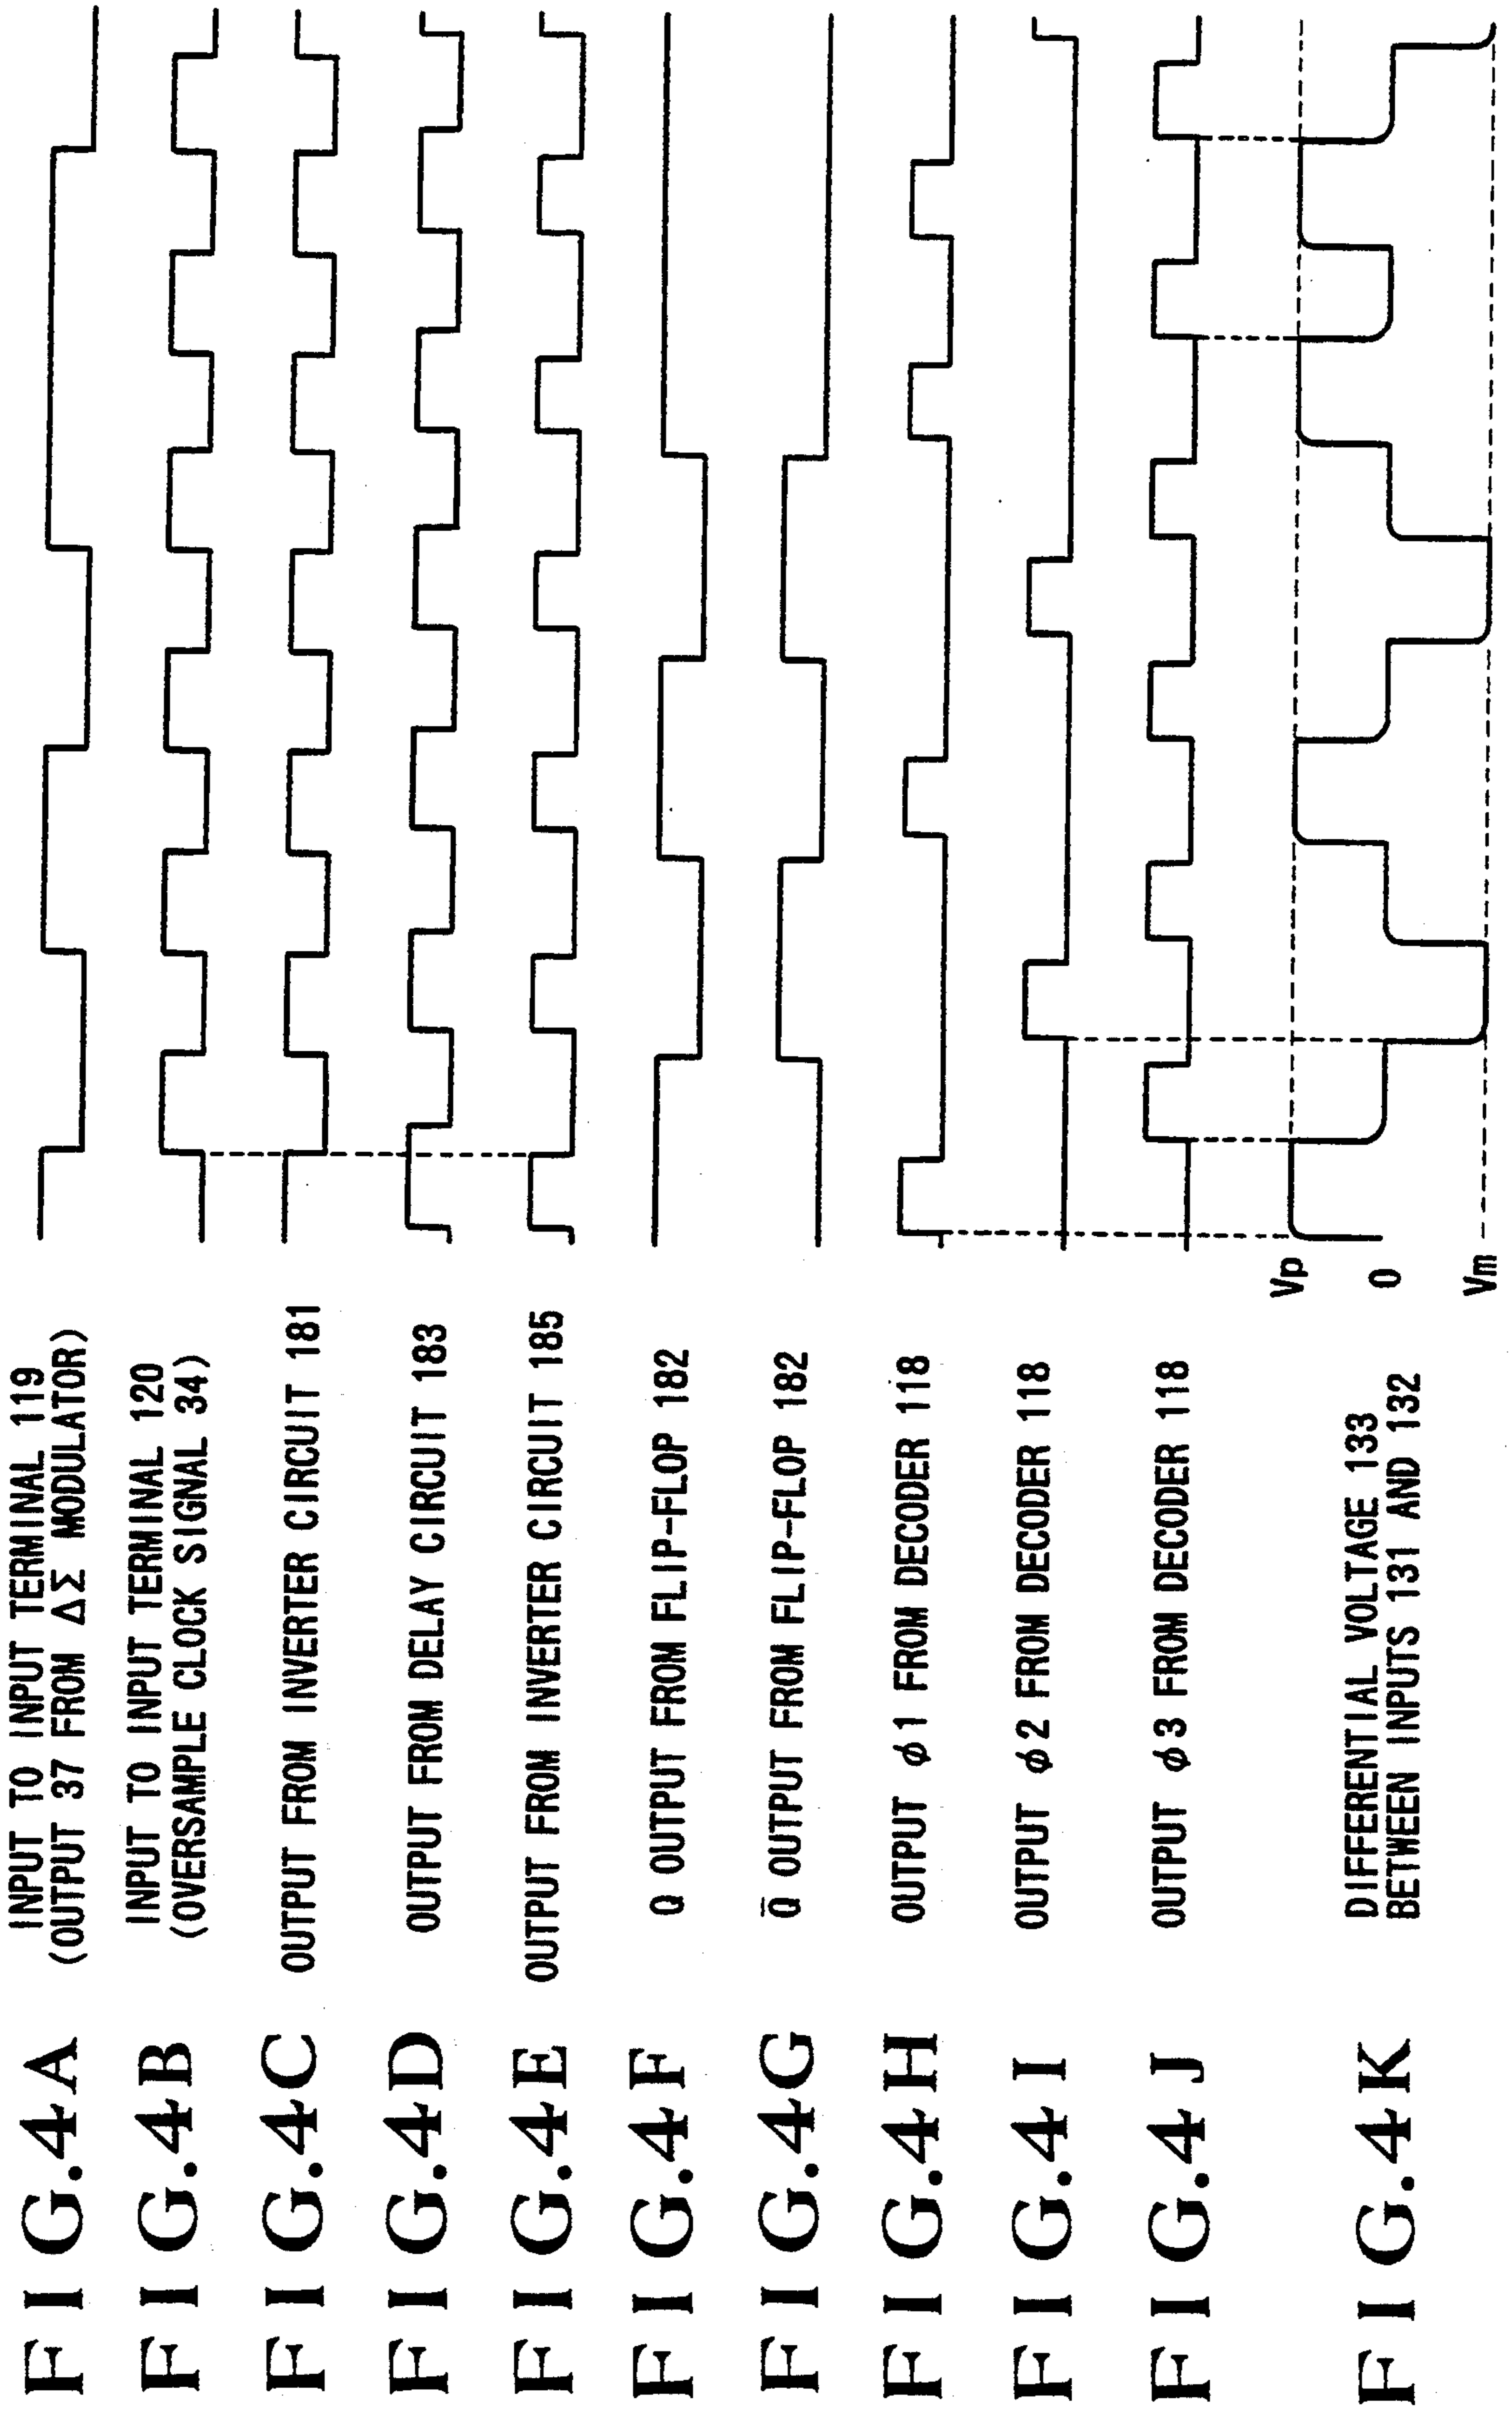 FIG.4A
INPUT TO INPUT TERMINAL 119
(OUTPUT 37 FROM ΔΣ MODULATOR)
FIG.4B
INPUT TO INPUT TERMINAL 120
(OVERSAMPLE CLOCK SIGNAL 34)
FIG.4C
OUTPUT FROM INVERTER CIRCUIT 181
FIG.4D
OUTPUT FROM DELAY CIRCUIT 183
FIG.4E
OUTPUT FROM INVERTER CIRCUIT 185
FIG.4F
Q OUTPUT FROM FLIP-FLOP 182
FIG.4G
Q̄ OUTPUT FROM FLIP-FLOP 182
FIG.4H
OUTPUT φ1 FROM DECODER 118
FIG.4I
OUTPUT φ2 FROM DECODER 118
FIG.4J
OUTPUT φ3 FROM DECODER 118
FIG.4K
DIFFERENTIAL VOLTAGE 133
BETWEEN INPUTS 131 AND 132
Vp
0
Vm